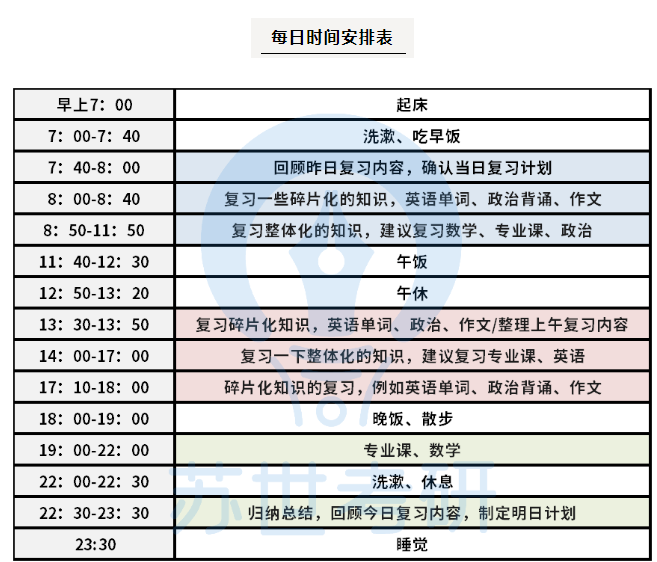 每日时间安排表
早上7：00 起床
7：00-7：40 洗漱、吃早饭
7：40-8：00 回顾昨日复习内容，确认当日复习计划
8：00-8：40 复习一些碎片化的知识，英语单词、政治背诵、作文
8：50-11：50 复习整体化的知识，建议复习数学、专业课、政治
11：40-12：30 午饭
12：50-13：20 午休
13：30-13：50 复习碎片化知识，英语单词、政治、作文/整理上午复习内容
14：00-17：00 复习一下整体化的知识，建议复习专业课、英语
17：10-18：00 碎片化知识的复习，例如英语单词、政治背诵、作文
18：00-19：00 晚饭、散步
19：00-22：00 专业课、数学
22：00-22：30 洗漱、休息
22：30-23：30 归纳总结，回顾今日复习内容，制定明日计划
23:30 睡觉
苏世考研